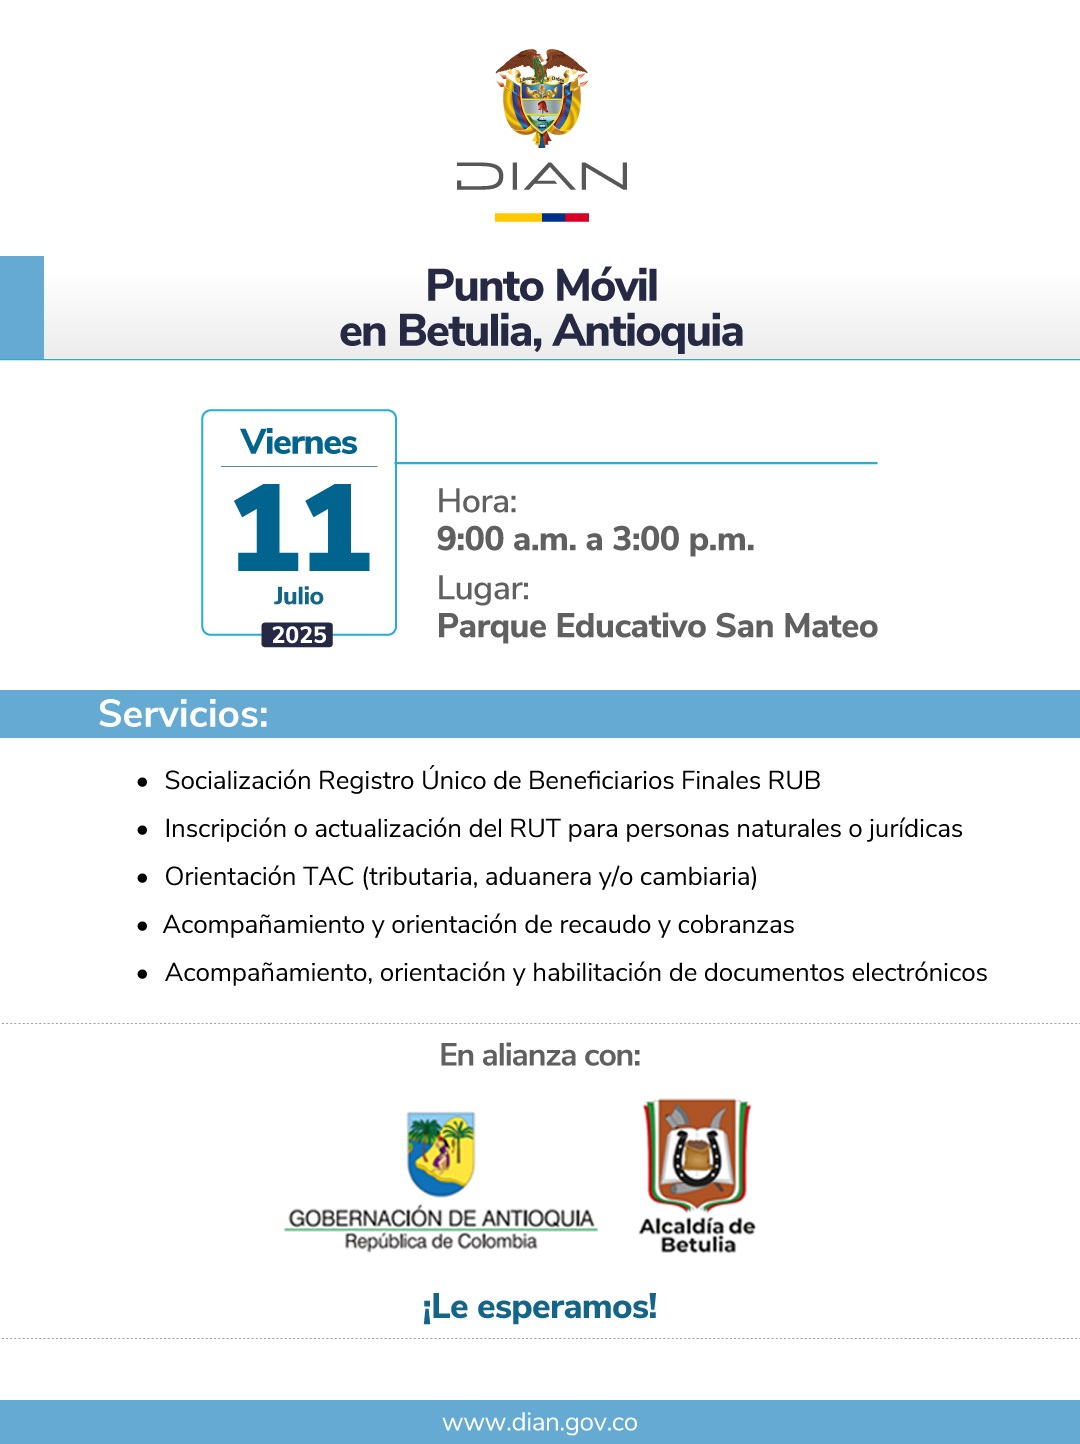 DIAN
Punto Móvil
en Betulia, Antioquia
Viernes
11
Julio
2025
Hora:
9:00 a.m. a 3:00 p.m.
Lugar:
Parque Educativo San Mateo
Servicios:
• Socialización Registro Único de Beneficiarios Finales RUB
• Inscripción o actualización del RUT para personas naturales o jurídicas
• Orientación TAC (tributaria, aduanera y/o cambiaria)
• Acompañamiento y orientación de recaudo y cobranzas
• Acompañamiento, orientación y habilitación de documentos electrónicos
En alianza con:
GOBERNACIÓN DE ANTIOQUIA
República de Colombia
Alcaldía de
Betulia
¡Le esperamos!
www.dian.gov.co